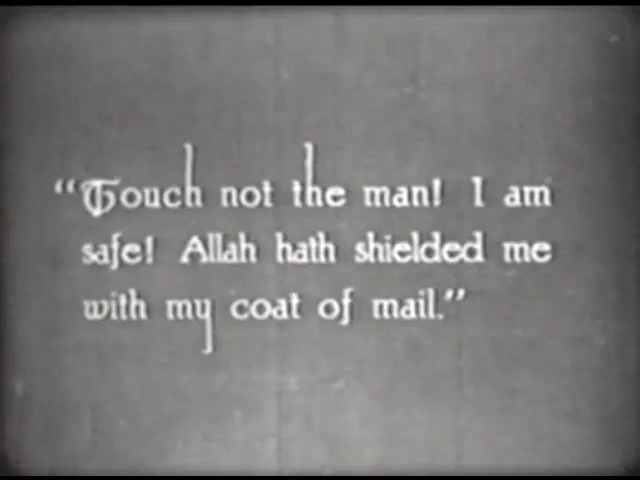 “Touch not the man! I am
safe! Allah hath shielded me
with my coat of mail.”